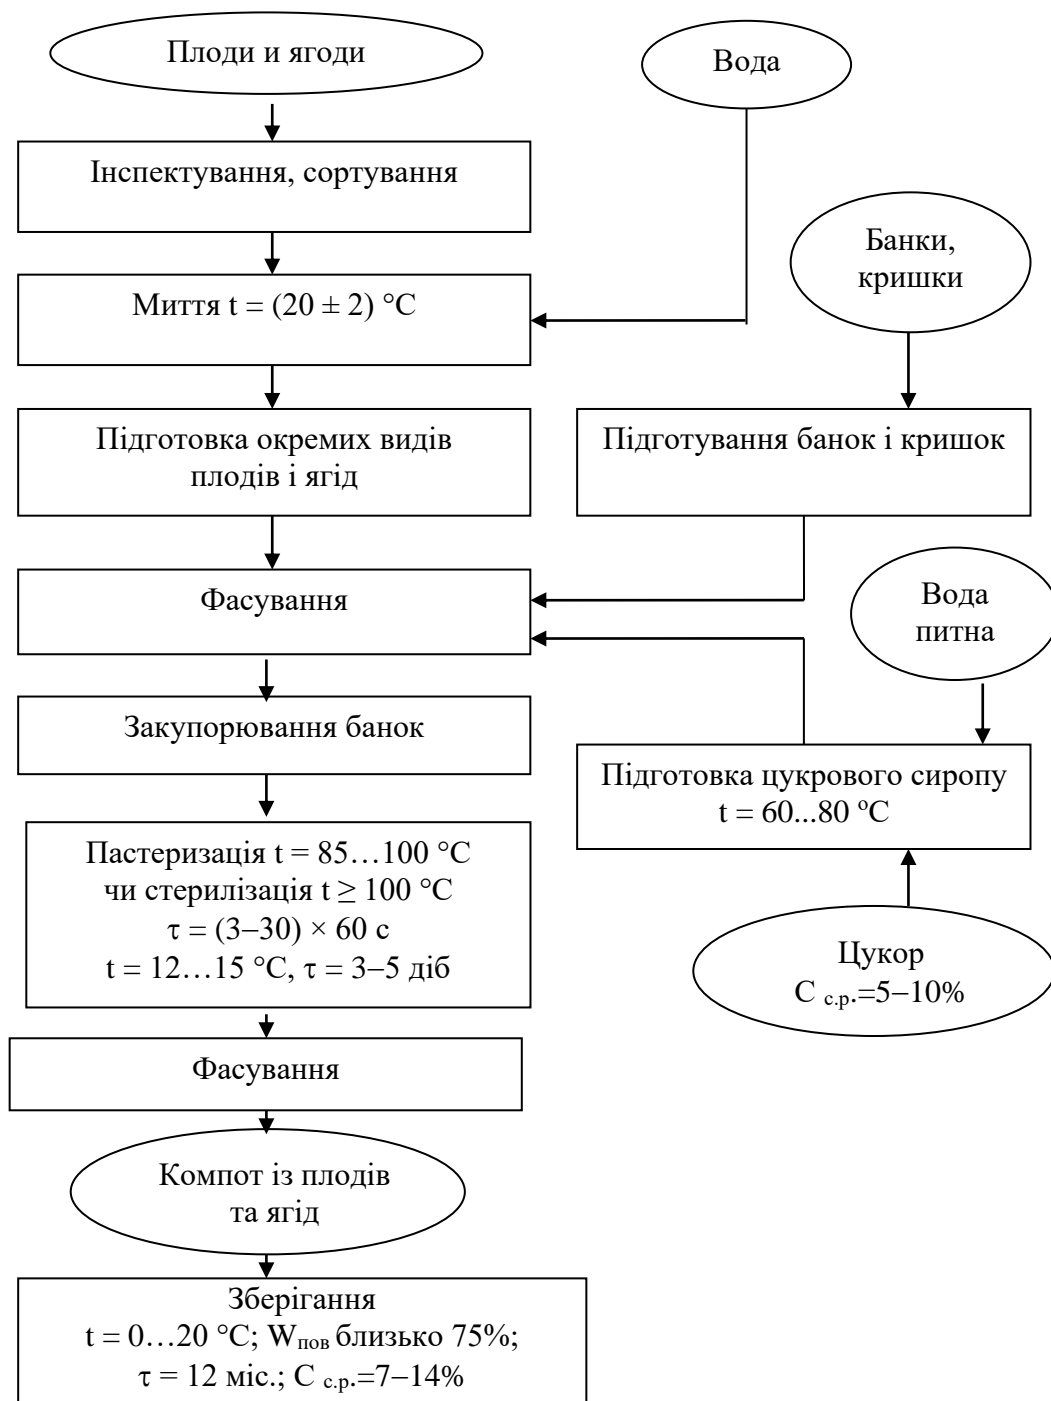 Плоди и ягоди
Вода
Інспектування, сортування
Банки,
кришки
Миття t = (20 ± 2) °С
Підготовка окремих видів
плодів і ягід
Підготування банок і кришок
Фасування
Вода
питна
Закупорювання банок
Підготовка цукрового сиропу
t = 60...80 ºС
Пастеризація t = 85…100 °С
чи стерилізація t ≥ 100 °С
τ = (3–30) × 60 с
t = 12…15 °С, τ = 3–5 діб
Цукор
С с.р.=5–10%
Фасування
Компот із плодів
та ягід
Зберігання
t = 0…20 °С; Wпов близько 75%;
τ = 12 міс.; С с.р.=7–14%